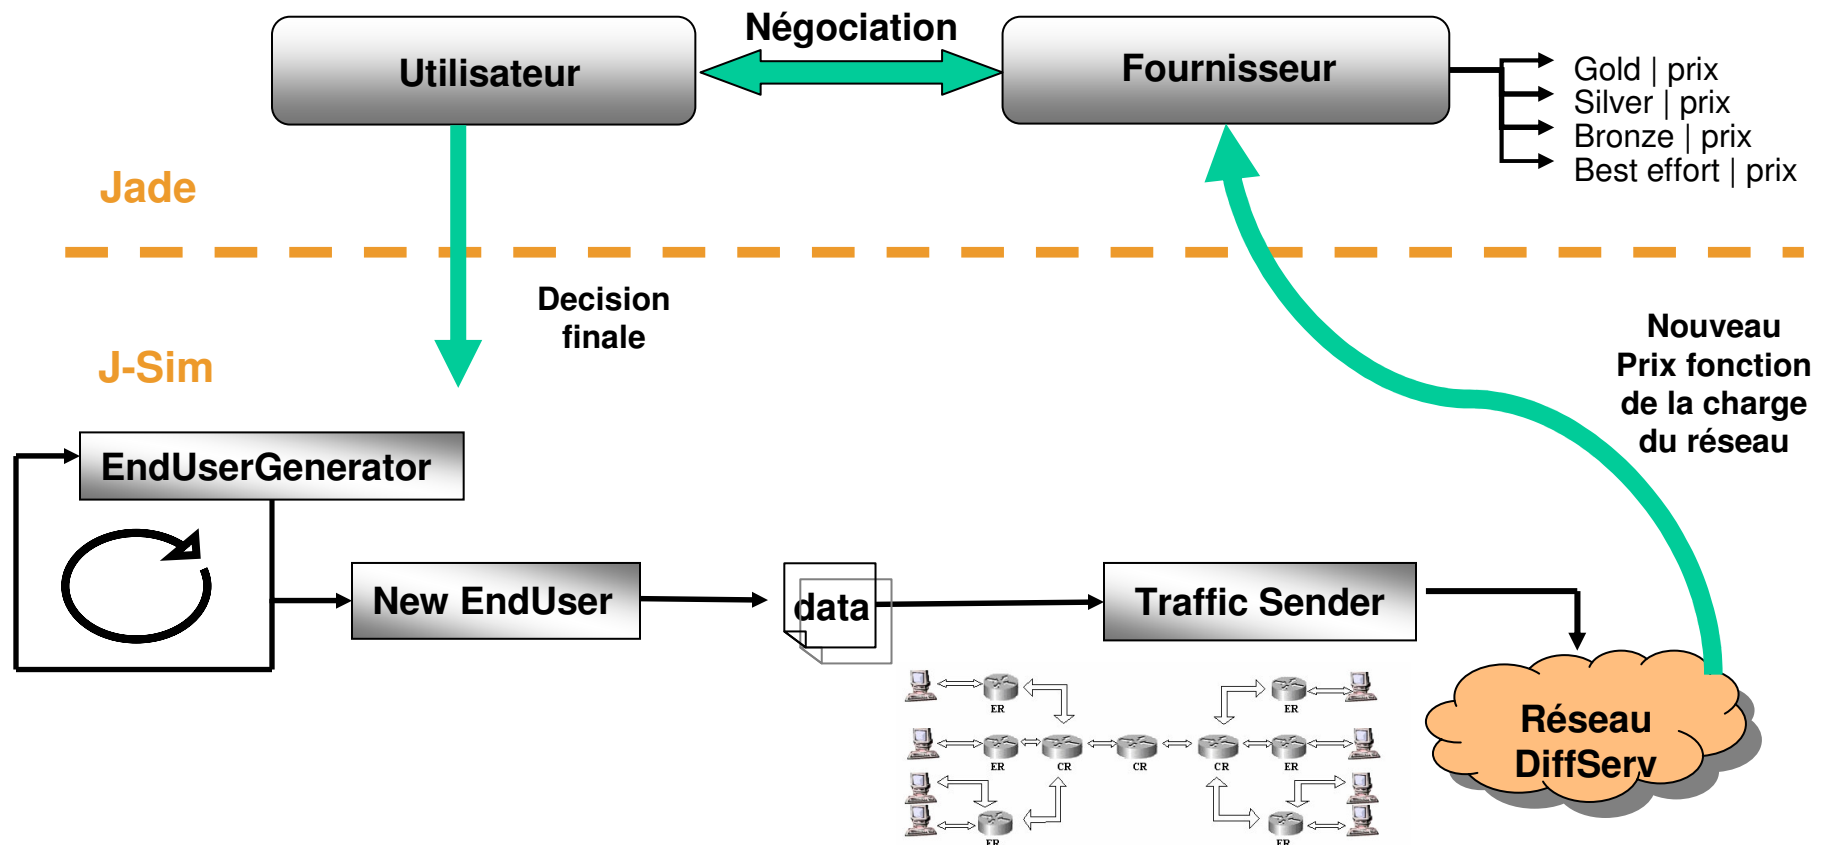 Négociation
Utilisateur
Fournisseur
Gold | prix
Silver | prix
Bronze | prix
Best effort | prix
Jade
Decision
finale
J-Sim
Nouveau
Prix fonction
de la charge
du réseau
EndUserGenerator
New EndUser
data
Traffic Sender
ER
ER
ER
CR
CR
CR
ER
ER
ER
Réseau
DiffServ